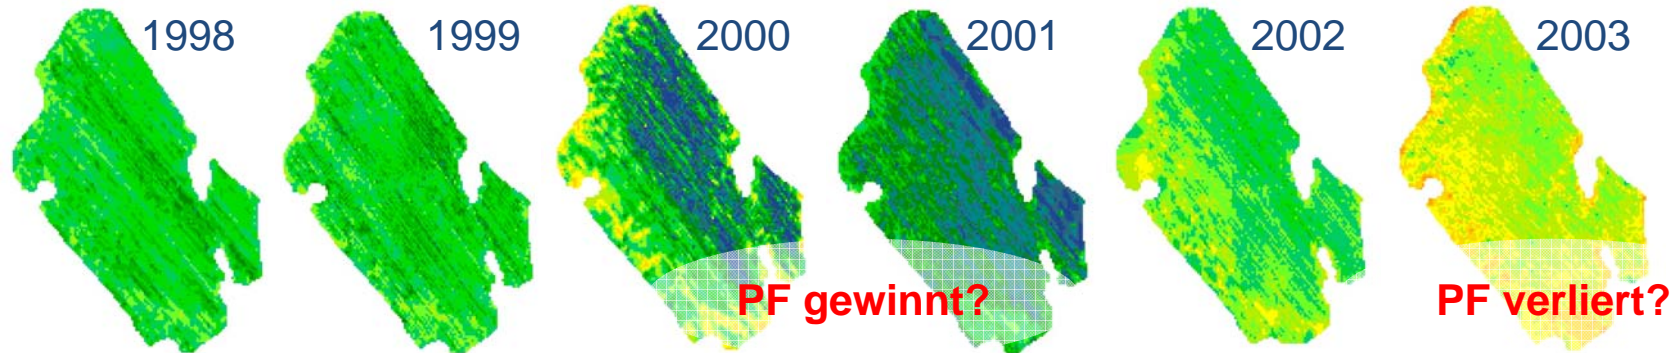 1998 1999 2000 2001 2002 2003
PF gewinnt? PF verliert?